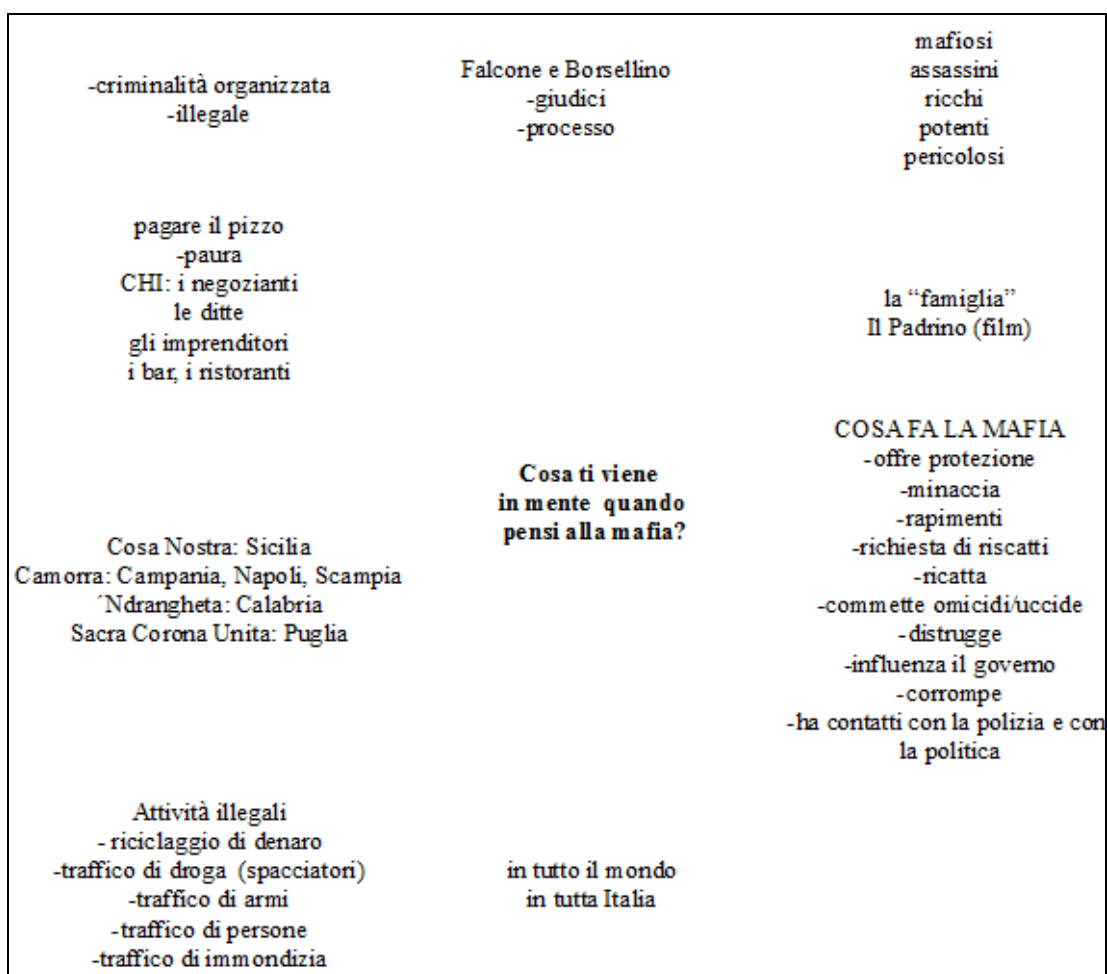 -criminalità organizzata
-illegale
Falcone e Borsellino
-giudici
-processo
mafiosi
assassini
ricchi
potenti
pericolosi
pagare il pizzo
-paura
CHI: i negozianti
le ditte
gli imprenditori
i bar, i ristoranti
la “famiglia”
Il Padrino (film)
Cosa Nostra: Sicilia
Camorra: Campania, Napoli, Scampia
´Ndrangheta: Calabria
Sacra Corona Unita: Puglia
Cosa ti viene
in mente quando
pensi alla mafia?
COSA FA LA MAFIA
-offre protezione
-minaccia
-rapimenti
-richiesta di riscatti
-ricatta
-commette omicidi/uccide
-distrugge
-influenza il governo
-corrompe
-ha contatti con la polizia e con
la politica
Attività illegali
- riciclaggio di denaro
-traffico di droga (spacciatori)
-traffico di armi
-traffico di persone
-traffico di immondizia
in tutto il mondo
in tutta Italia